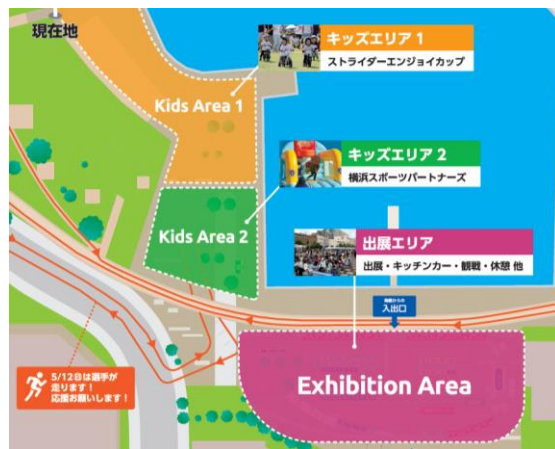 現在地
キッズエリア 1
ストライダーエンジョイカップ
Kids Area 1
キッズエリア 2
横浜スポーツパートナーズ
Kids Area 2
出展エリア
出展・キッチンカー・観戦・休憩 他
入出口
Exhibition Area
5/12㊐は選手が
走ります！
応援お願いします！